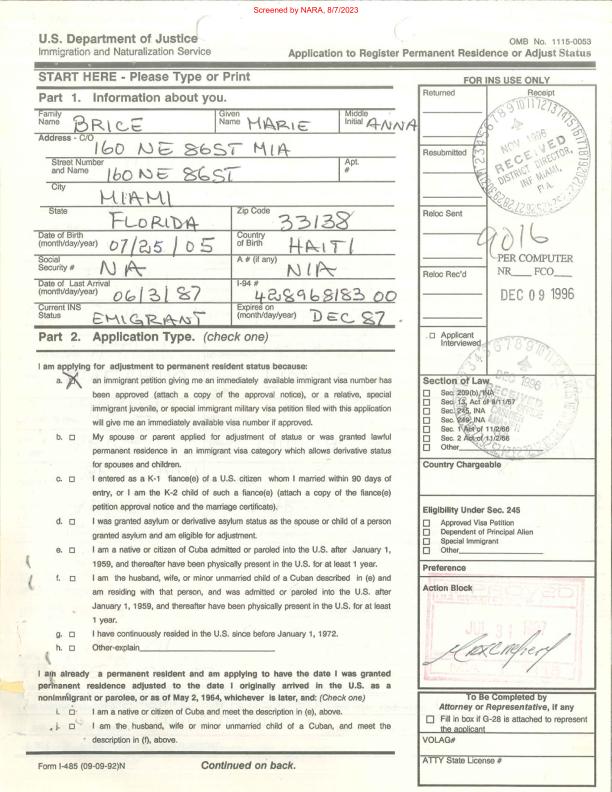 Screened by NARA, 8/7/2023
U.S. Department of Justice
Immigration and Naturalization Service
OMB No. 1115-0053
Application to Register Permanent Residence or Adjust Status
START HERE - Please Type or Print
Part 1. Information about you.
Family Name BRICE Given Name MARIE Middle Initial ANNA
Address - C/O 160 NE 86ST MIA
Street Number and Name 160 NE 86ST Apt. #
City MIAMI
State FLORIDA Zip Code 33138
Date of Birth (month/day/year) 07/25/05 Country of Birth HAITI
Social Security # NA A # (if any) N/A
Date of Last Arrival (month/day/year) 06/3/87 I-94 # 428968183 00
Current INS Status EMIGRANT Expires on (month/day/year) DEC 87
Part 2. Application Type. (check one)
I am applying for adjustment to permanent resident status because:
a. an immigrant petition giving me an immediately available immigrant visa number has
been approved (attach a copy of the approval notice), or a relative, special
immigrant juvenile, or special immigrant military visa petition filed with this application
will give me an immediately available visa number if approved.
b. ☐ My spouse or parent applied for adjustment of status or was granted lawful
permanent residence in an immigrant visa category which allows derivative status
for spouses and children.
c. ☐ I entered as a K-1 fiance(e) of a U.S. citizen whom I married within 90 days of
entry, or I am the K-2 child of such a fiance(e) (attach a copy of the fiance(e)
petition approval notice and the marriage certificate).
d. ☐ I was granted asylum or derivative asylum status as the spouse or child of a person
granted asylum and am eligible for adjustment.
e. ☐ I am a native or citizen of Cuba admitted or paroled into the U.S. after January 1,
1959, and thereafter have been physically present in the U.S. for at least 1 year.
f. ☐ I am the husband, wife, or minor unmarried child of a Cuban described in (e) and
am residing with that person, and was admitted or paroled into the U.S. after
January 1, 1959, and thereafter have been physically present in the U.S. for at least
1 year.
g. ☐ I have continuously resided in the U.S. since before January 1, 1972.
h. ☐ Other-explain
I am already a permanent resident and am applying to have the date I was granted
permanent residence adjusted to the date I originally arrived in the U.S. as a
nonimmigrant or parolee, or as of May 2, 1964, whichever is later, and: (Check one)
i. ☐ I am a native or citizen of Cuba and meet the description in (e), above.
j. ☐ I am the husband, wife or minor unmarried child of a Cuban, and meet the
description in (f), above.
Form I-485 (09-09-92)N
Continued on back.
FOR INS USE ONLY
Returned Receipt
NOV 1996
RECEIVED
DISTRICT DIRECTOR,
INF MIAMI,
FLA.
Resubmitted
Reloc Sent
9016
PER COMPUTER
NR FCO
Reloc Rec'd
DEC 09 1996
☐ Applicant Interviewed
DEC 1996
Section of Law
☐ Sec. 209(b), INA
☐ Sec. 13, Act of 9/11/57
☐ Sec. 245, INA
☐ Sec. 249, INA
☐ Sec. 1 Act of 11/2/66
☐ Sec. 2 Act of 11/2/66
☐ Other
Country Chargeable
Eligibility Under Sec. 245
☐ Approved Visa Petition
☐ Dependent of Principal Alien
☐ Special Immigrant
☐ Other
Preference
Action Block
JUL 31
To Be Completed by
Attorney or Representative, if any
☐ Fill in box if G-28 is attached to represent
the applicant
VOLAG#
ATTY State License #